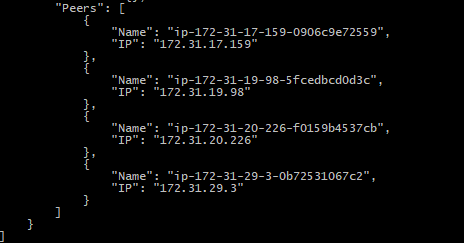 "Peers": [
{
"Name": "ip-172-31-17-159-0906c9e72559",
"IP": "172.31.17.159"
},
{
"Name": "ip-172-31-19-98-5fcedbcd0d3c",
"IP": "172.31.19.98"
},
{
"Name": "ip-172-31-20-226-f0159b4537cb",
"IP": "172.31.20.226"
},
{
"Name": "ip-172-31-29-3-0b72531067c2",
"IP": "172.31.29.3"
}
]
}
]